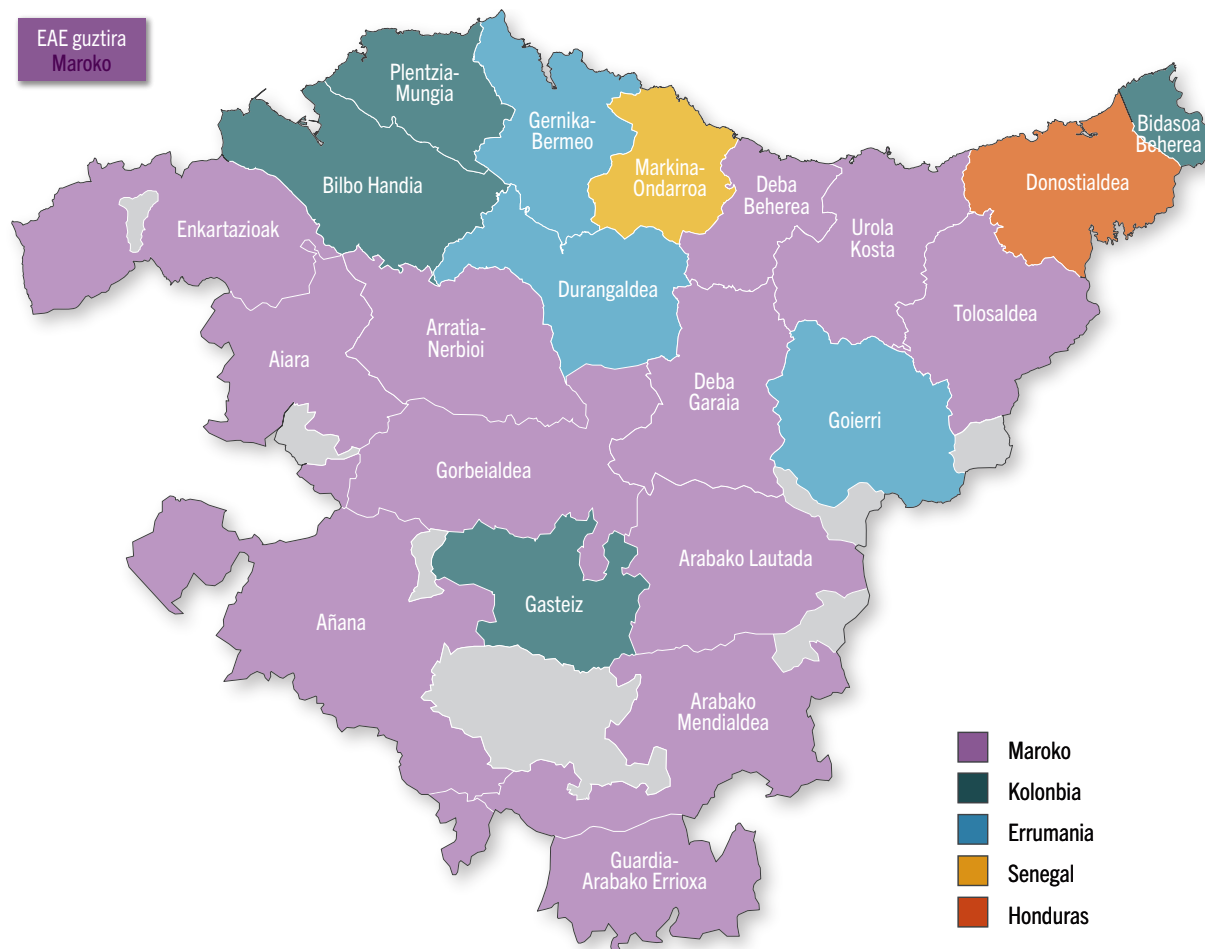 EAE guztira
Maroko
Plentzia-
Mungia
Gernika-
Bermeo
Bidasoa
Beherea
Bilbo Handia
Markina-
Ondarroa
Deba
Beherea
Donostialdea
Enkartazioak
Urola
Kosta
Durangaldea
Tolosaldea
Arratia-
Nerbioi
Aiara
Deba
Garaia
Goierri
Gorbeialdea
Arabako Lautada
Gasteiz
Añana
Arabako
Mendialdea
Guardia-
Arabako Errioxa
Maroko
Kolonbia
Errumania
Senegal
Honduras